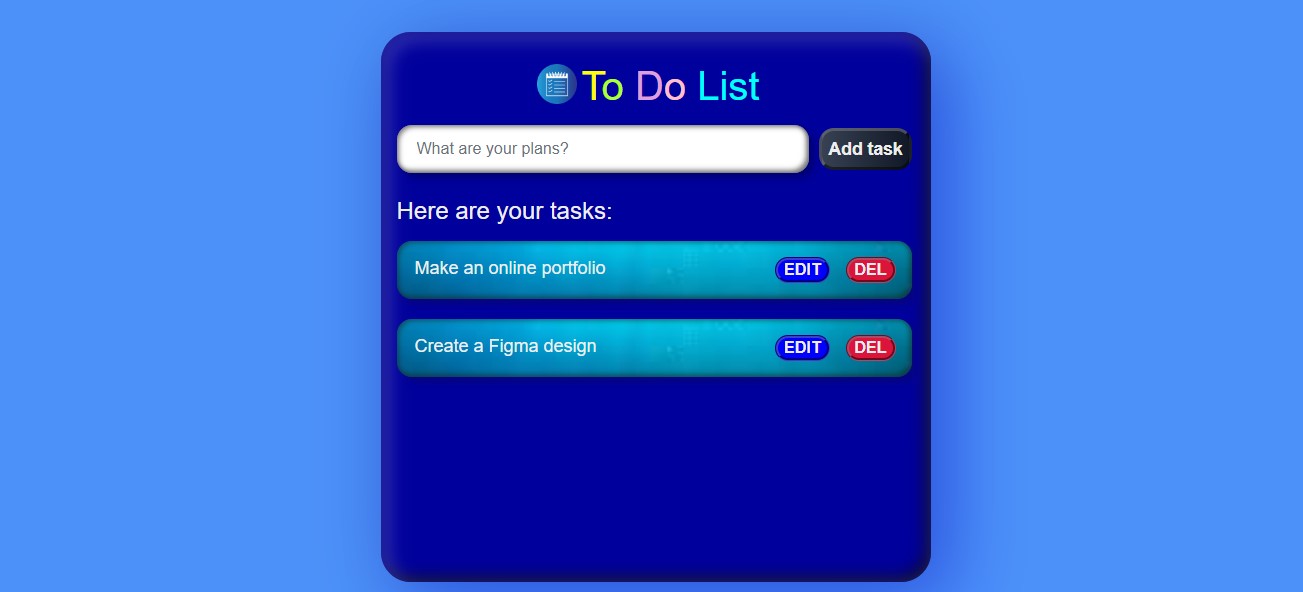 To Do List
What are your plans?
Add task
Here are your tasks:
Make an online portfolio EDIT DEL
Create a Figma design EDIT DEL